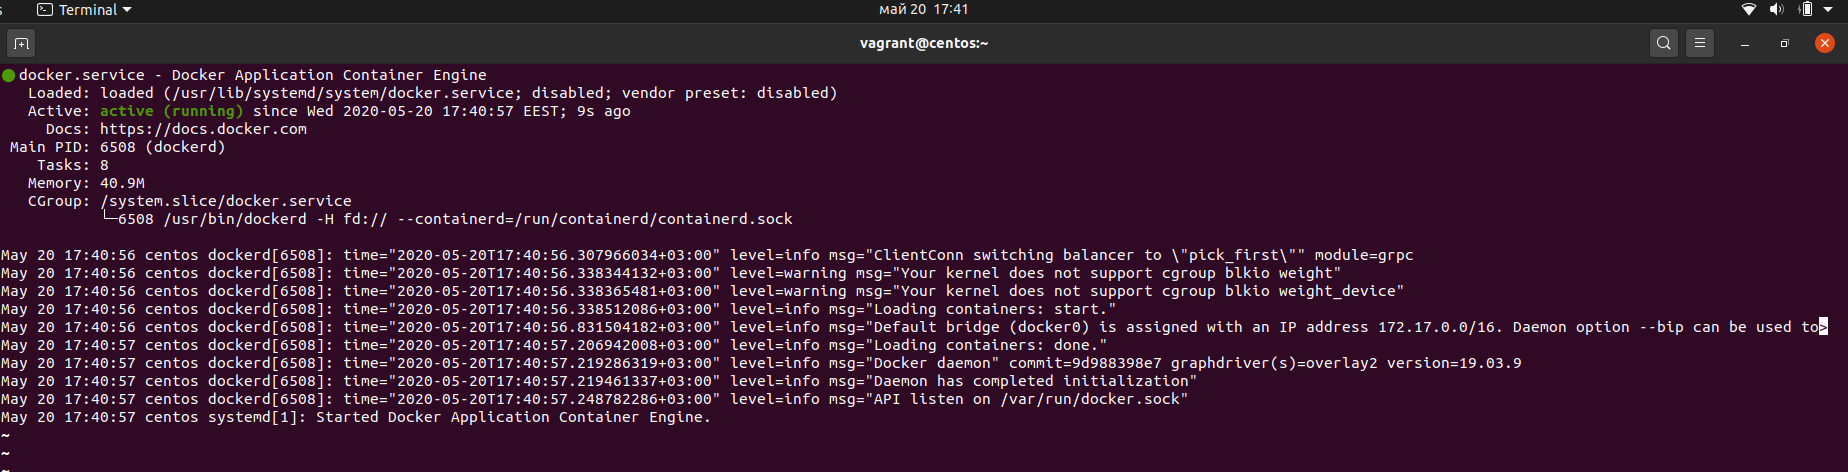 Terminal
май 20 17:41
vagrant@centos:~
docker.service - Docker Application Container Engine
Loaded: loaded (/usr/lib/systemd/system/docker.service; disabled; vendor preset: disabled)
Active: active (running) since Wed 2020-05-20 17:40:57 EEST; 9s ago
Docs: https://docs.docker.com
Main PID: 6508 (dockerd)
Tasks: 8
Memory: 40.9M
CGroup: /system.slice/docker.service
└─6508 /usr/bin/dockerd -H fd:// --containerd=/run/containerd/containerd.sock
May 20 17:40:56 centos dockerd[6508]: time="2020-05-20T17:40:56.307966034+03:00" level=info msg="ClientConn switching balancer to \"pick_first\"" module=grpc
May 20 17:40:56 centos dockerd[6508]: time="2020-05-20T17:40:56.338344132+03:00" level=warning msg="Your kernel does not support cgroup blkio weight"
May 20 17:40:56 centos dockerd[6508]: time="2020-05-20T17:40:56.338365481+03:00" level=warning msg="Your kernel does not support cgroup blkio weight_device"
May 20 17:40:56 centos dockerd[6508]: time="2020-05-20T17:40:56.338512086+03:00" level=info msg="Loading containers: start."
May 20 17:40:56 centos dockerd[6508]: time="2020-05-20T17:40:56.831504182+03:00" level=info msg="Default bridge (docker0) is assigned with an IP address 172.17.0.0/16. Daemon option --bip can be used to>
May 20 17:40:57 centos dockerd[6508]: time="2020-05-20T17:40:57.206942008+03:00" level=info msg="Loading containers: done."
May 20 17:40:57 centos dockerd[6508]: time="2020-05-20T17:40:57.219286319+03:00" level=info msg="Docker daemon" commit=9d988398e7 graphdriver(s)=overlay2 version=19.03.9
May 20 17:40:57 centos dockerd[6508]: time="2020-05-20T17:40:57.219461337+03:00" level=info msg="Daemon has completed initialization"
May 20 17:40:57 centos dockerd[6508]: time="2020-05-20T17:40:57.248782286+03:00" level=info msg="API listen on /var/run/docker.sock"
May 20 17:40:57 centos systemd[1]: Started Docker Application Container Engine.
~
~
~